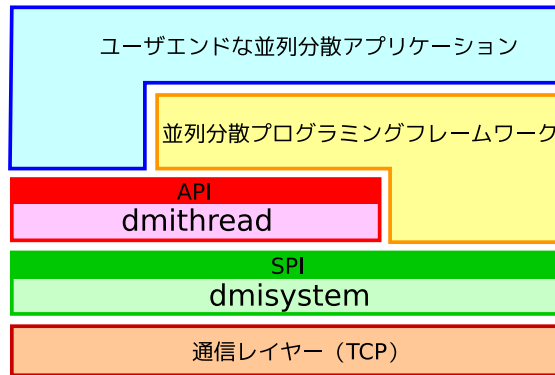 ユーザエンドな並列分散アプリケーション
並列分散プログラミングフレームワーク
API
dmithread
SPI
dmisystem
通信レイヤー（TCP）